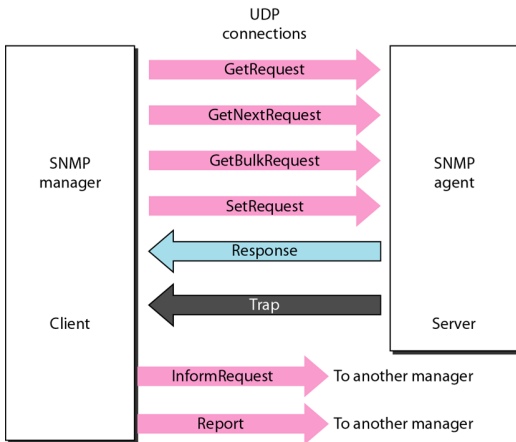 UDP
connections
GetRequest
GetNextRequest
GetBulkRequest
SetRequest
Response
Trap
SNMP
manager
Client
SNMP
agent
Server
InformRequest
To another manager
Report
To another manager